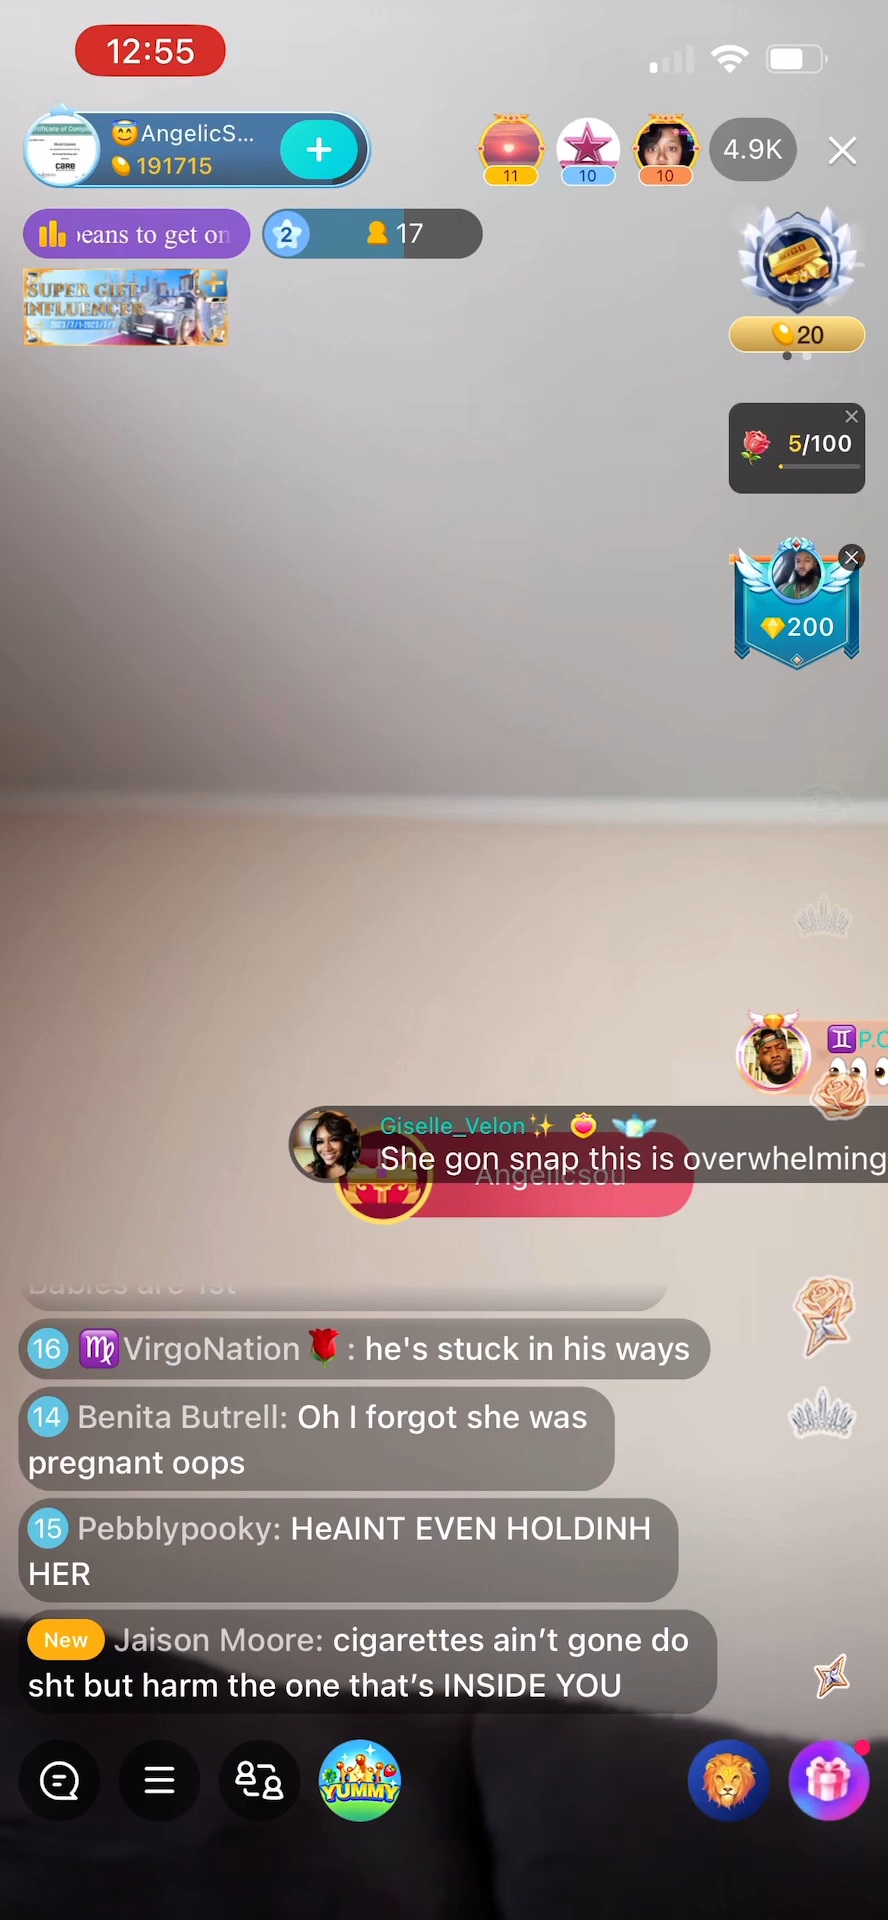 12:55
😇AngelicS...
191715
11
10
10
4.9K
beans to get on
2
17
SUPER GIFT
INFLUENCER
2023/7/1-2023/7/7
20
5/100
200
♊P.C
👀
Giselle_Velon✨
She gon snap this is overwhelming
Angelicsou
Babies are 1st
16 ♍VirgoNation🌹: he's stuck in his ways
14 Benita Butrell: Oh I forgot she was
pregnant oops
15 Pebblypooky: HeAINT EVEN HOLDINH
HER
New Jaison Moore: cigarettes ain’t gone do
sht but harm the one that’s INSIDE YOU
YUMMY